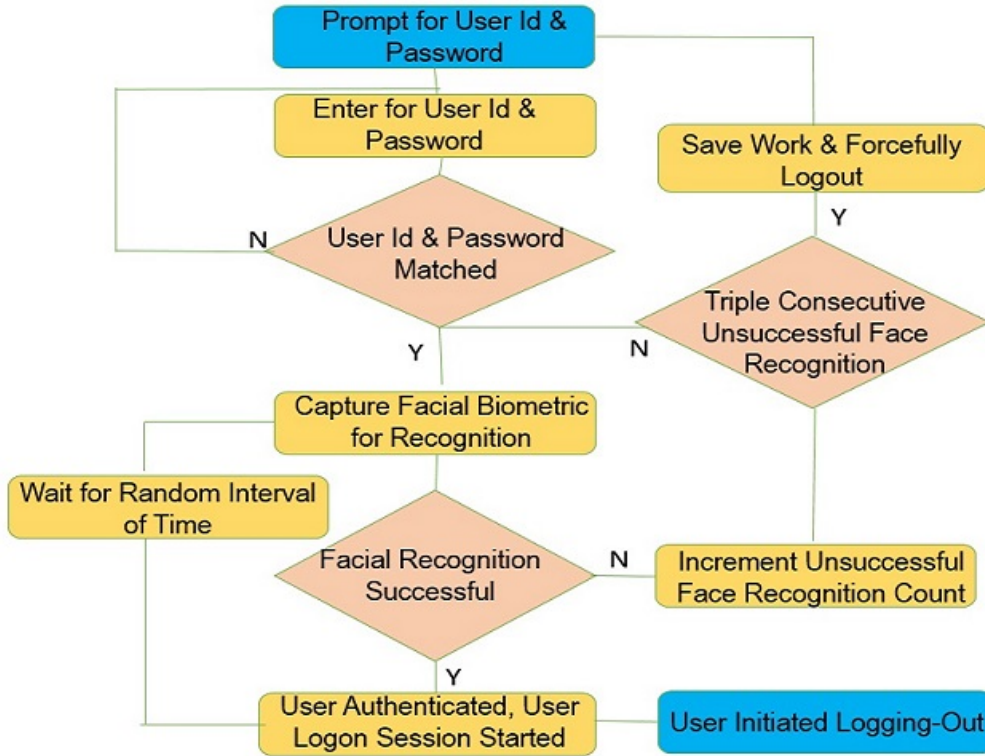 Prompt for User Id &
Password
Enter for User Id &
Password
Save Work & Forcefully
Logout
Y
N
User Id & Password
Matched
Triple Consecutive
Unsuccessful Face
Recognition
Y
N
Capture Facial Biometric
for Recognition
Wait for Random Interval
of Time
Facial Recognition
Successful
N
Increment Unsuccessful
Face Recognition Count
Y
User Authenticated, User
Logon Session Started
User Initiated Logging-Out